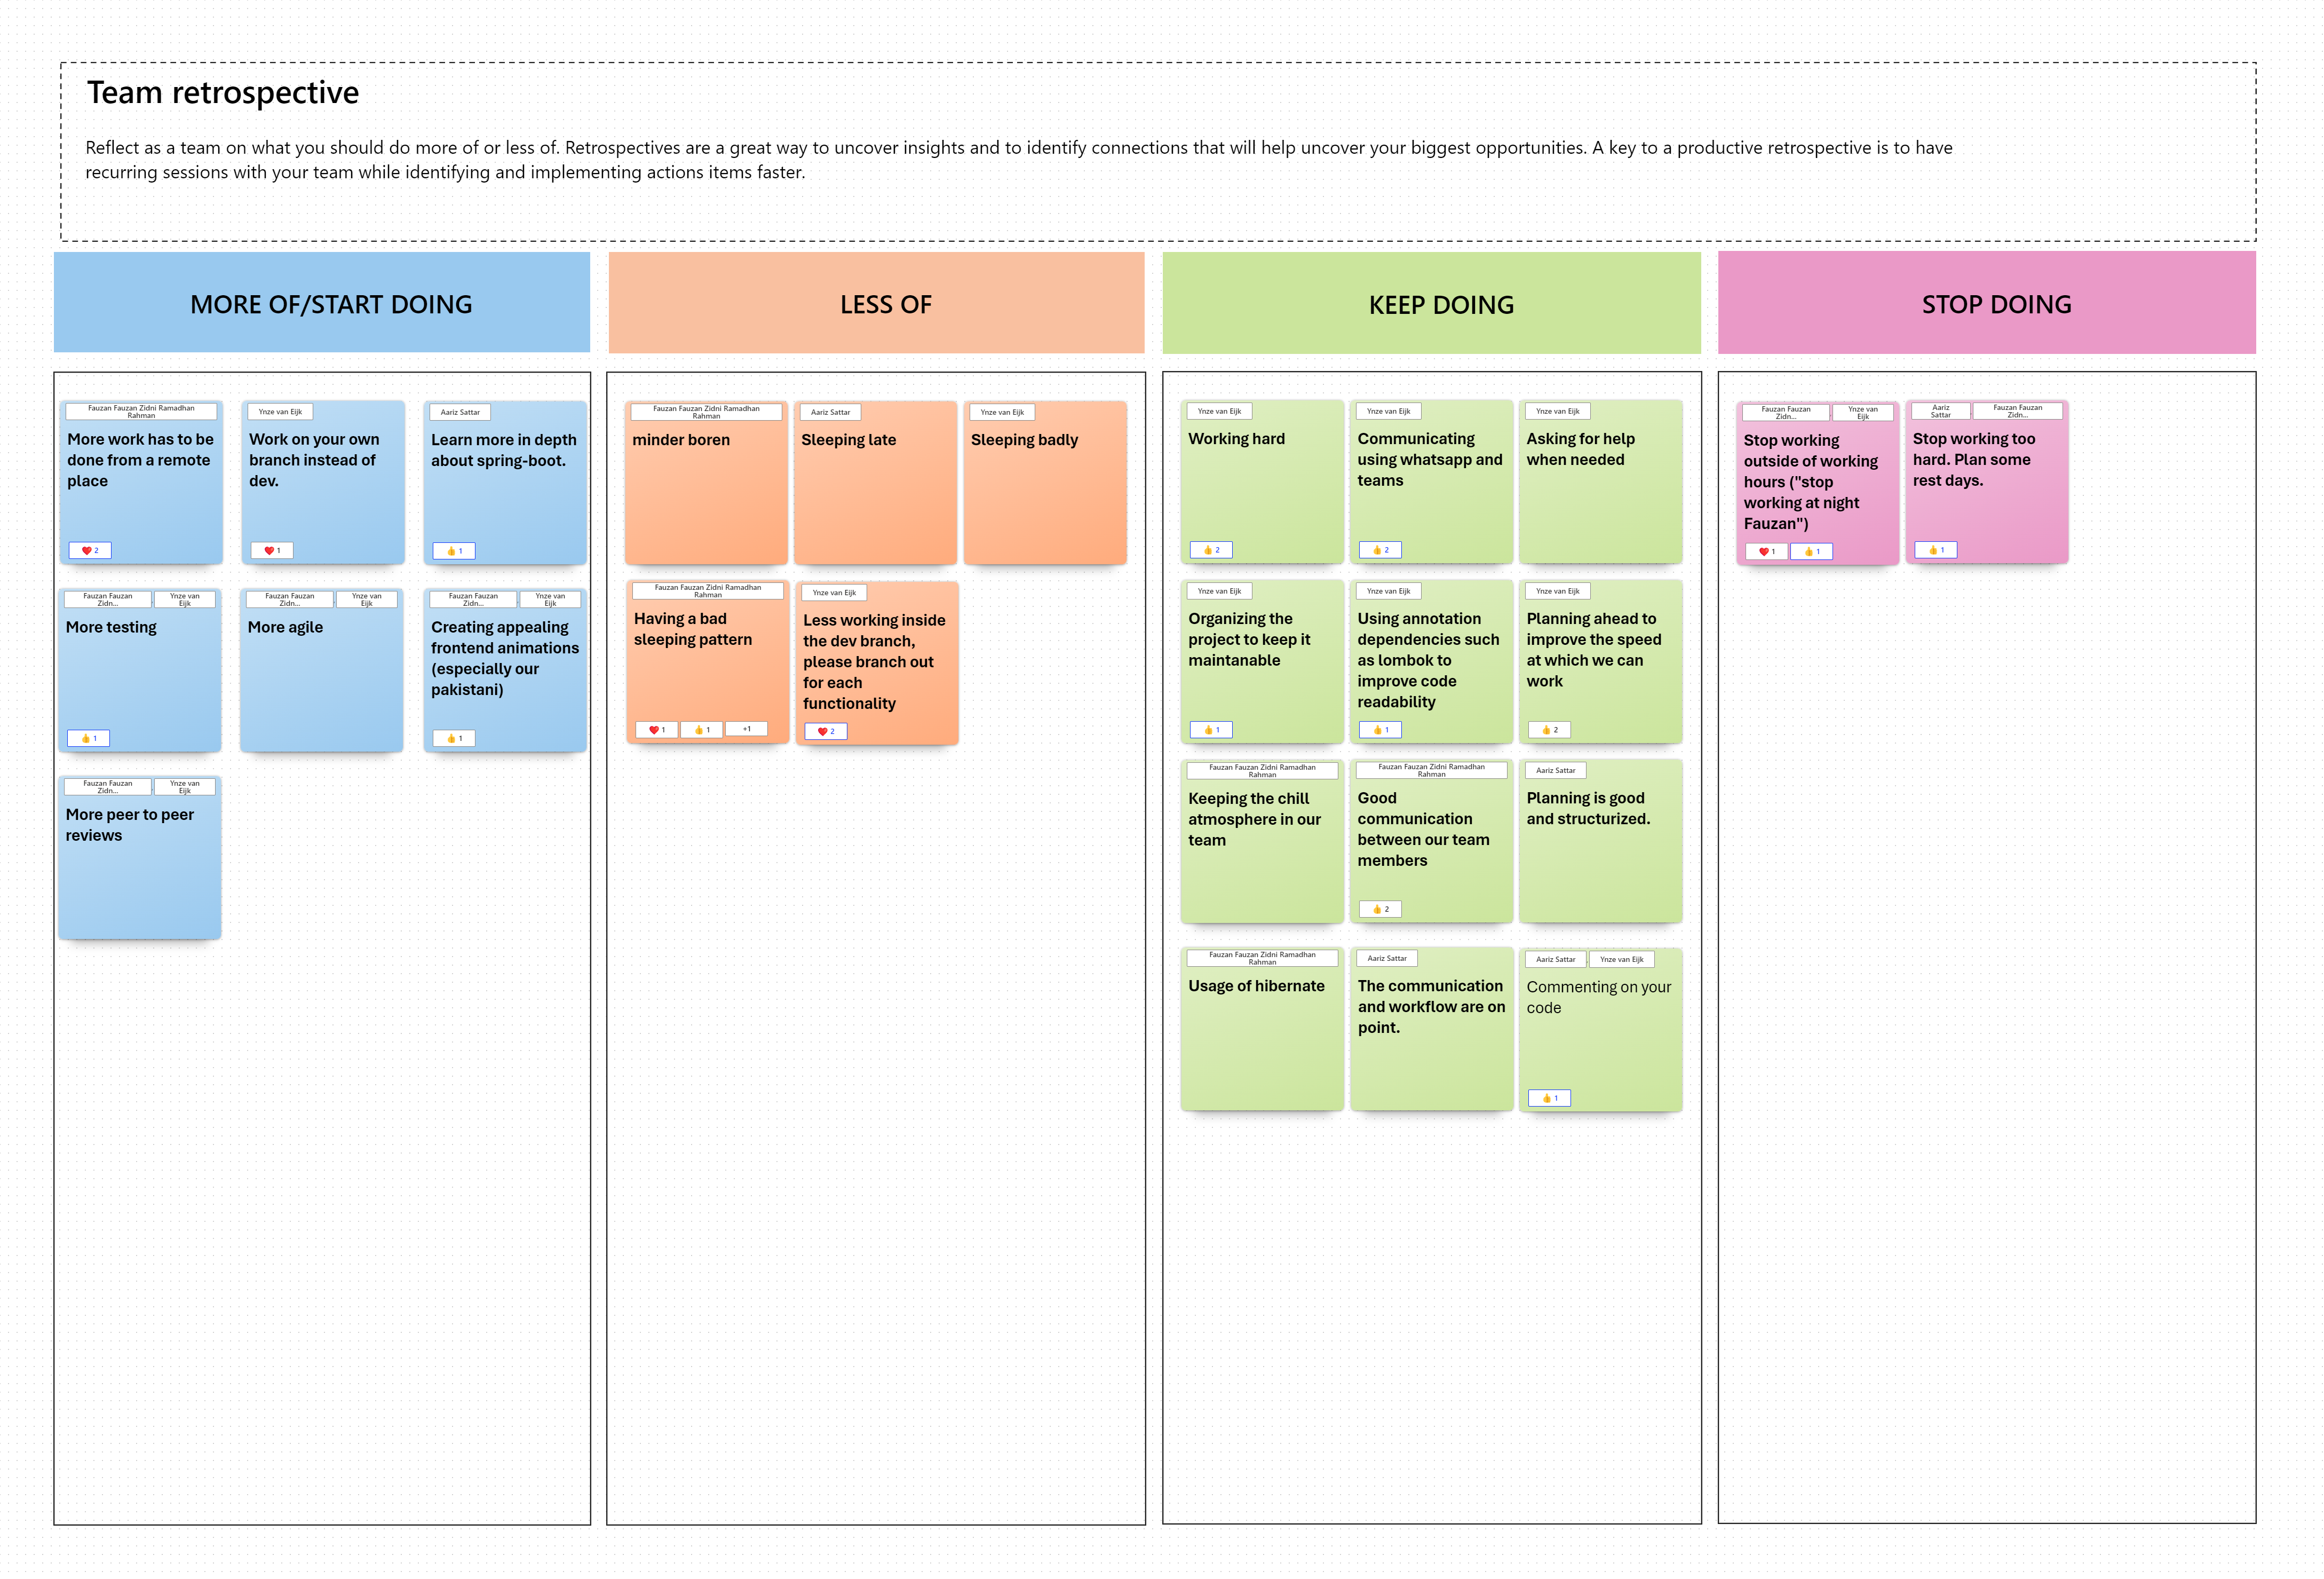 Team retrospective
Reflect as a team on what you should do more of or less of. Retrospectives are a great way to uncover insights and to identify connections that will help uncover your biggest opportunities. A key to a productive retrospective is to have
recurring sessions with your team while identifying and implementing actions items faster.
MORE OF/START DOING
Fauzan Fauzan Zidni Ramadhan
Rahman
More work has to be
done from a remote
place
❤️ 2
Ynze van Eijk
Work on your own
branch instead of
dev.
❤️ 1
Aariz Sattar
Learn more in depth
about spring-boot.
👍 1
Fauzan Fauzan
Zidn...
Ynze van
Eijk
More testing
👍 1
Fauzan Fauzan
Zidn...
Ynze van
Eijk
More agile
Fauzan Fauzan
Zidn...
Ynze van
Eijk
Creating appealing
frontend animations
(especially our
pakistani)
👍 1
Fauzan Fauzan
Zidn...
Ynze van
Eijk
More peer to peer
reviews
LESS OF
Fauzan Fauzan Zidni Ramadhan
Rahman
minder boren
Aariz Sattar
Sleeping late
Ynze van Eijk
Sleeping badly
Fauzan Fauzan Zidni Ramadhan
Rahman
Having a bad
sleeping pattern
❤️ 1
👍 1
+1
Ynze van Eijk
Less working inside
the dev branch,
please branch out
for each
functionality
❤️ 2
KEEP DOING
Ynze van Eijk
Working hard
👍 2
Ynze van Eijk
Communicating
using whatsapp and
teams
👍 2
Ynze van Eijk
Asking for help
when needed
Ynze van Eijk
Organizing the
project to keep it
maintanable
👍 1
Ynze van Eijk
Using annotation
dependencies such
as lombok to
improve code
readability
👍 1
Ynze van Eijk
Planning ahead to
improve the speed
at which we can
work
👍 2
Fauzan Fauzan Zidni Ramadhan
Rahman
Keeping the chill
atmosphere in our
team
Fauzan Fauzan Zidni Ramadhan
Rahman
Good
communication
between our team
members
👍 2
Aariz Sattar
Planning is good
and structurized.
Fauzan Fauzan Zidni Ramadhan
Rahman
Usage of hibernate
Aariz Sattar
The communication
and workflow are on
point.
Aariz Sattar
Ynze van Eijk
Commenting on your
code
👍 1
STOP DOING
Fauzan Fauzan
Zidn...
Ynze van
Eijk
Stop working
outside of working
hours ("stop
working at night
Fauzan")
❤️ 1
👍 1
Aariz
Sattar
Fauzan Fauzan
Zidn...
Stop working too
hard. Plan some
rest days.
👍 1